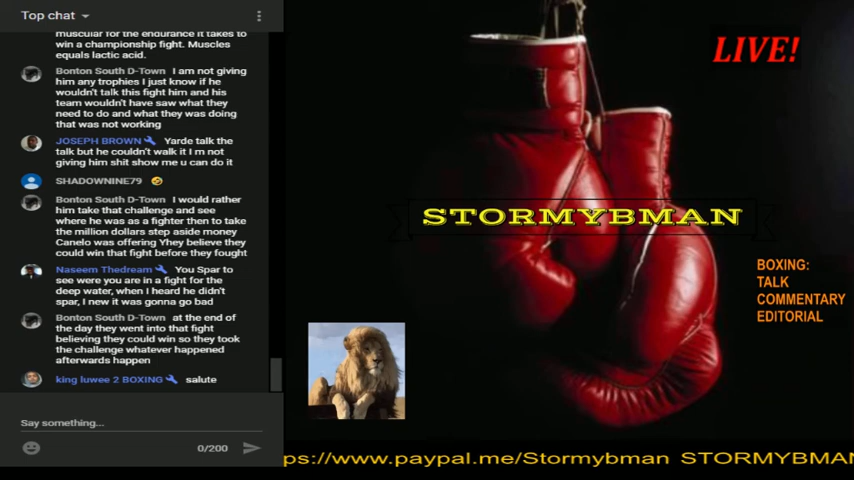 Top chat
muscular for the endurance it takes to
win a championship fight. Muscles
equals lactic acid.
Bonton South D-Town I am not giving
him any trophies I just know if he
wouldn't talk this fight him and his
team wouldn't have saw what they
need to do and what they was doing
that was not working
JOSEPH BROWN Yarde talk the
talk but he couldn't walk it I m not
giving him shit show me u can do it
SHADOWNINE79
Bonton South D-Town I would rather
him take that challenge and see
where he was as a fighter then to take
the million dollars step aside money
Canelo was offering Yhey believe they
could win that fight before they fought
Naseem Thedream You Spar to
see were you are in a fight for the
deep water, when I heard he didn't
spar, I new it was gonna go bad
Bonton South D-Town at the end of
the day they went into that fight
believing they could win so they took
the challenge whatever happened
afterwards happen
king luwee 2 BOXING salute
Say something...
0/200
LIVE!
STORMYBMAN
BOXING:
TALK
COMMENTARY
EDITORIAL
ps://www.paypal.me/Stormybman STORMYBMAN